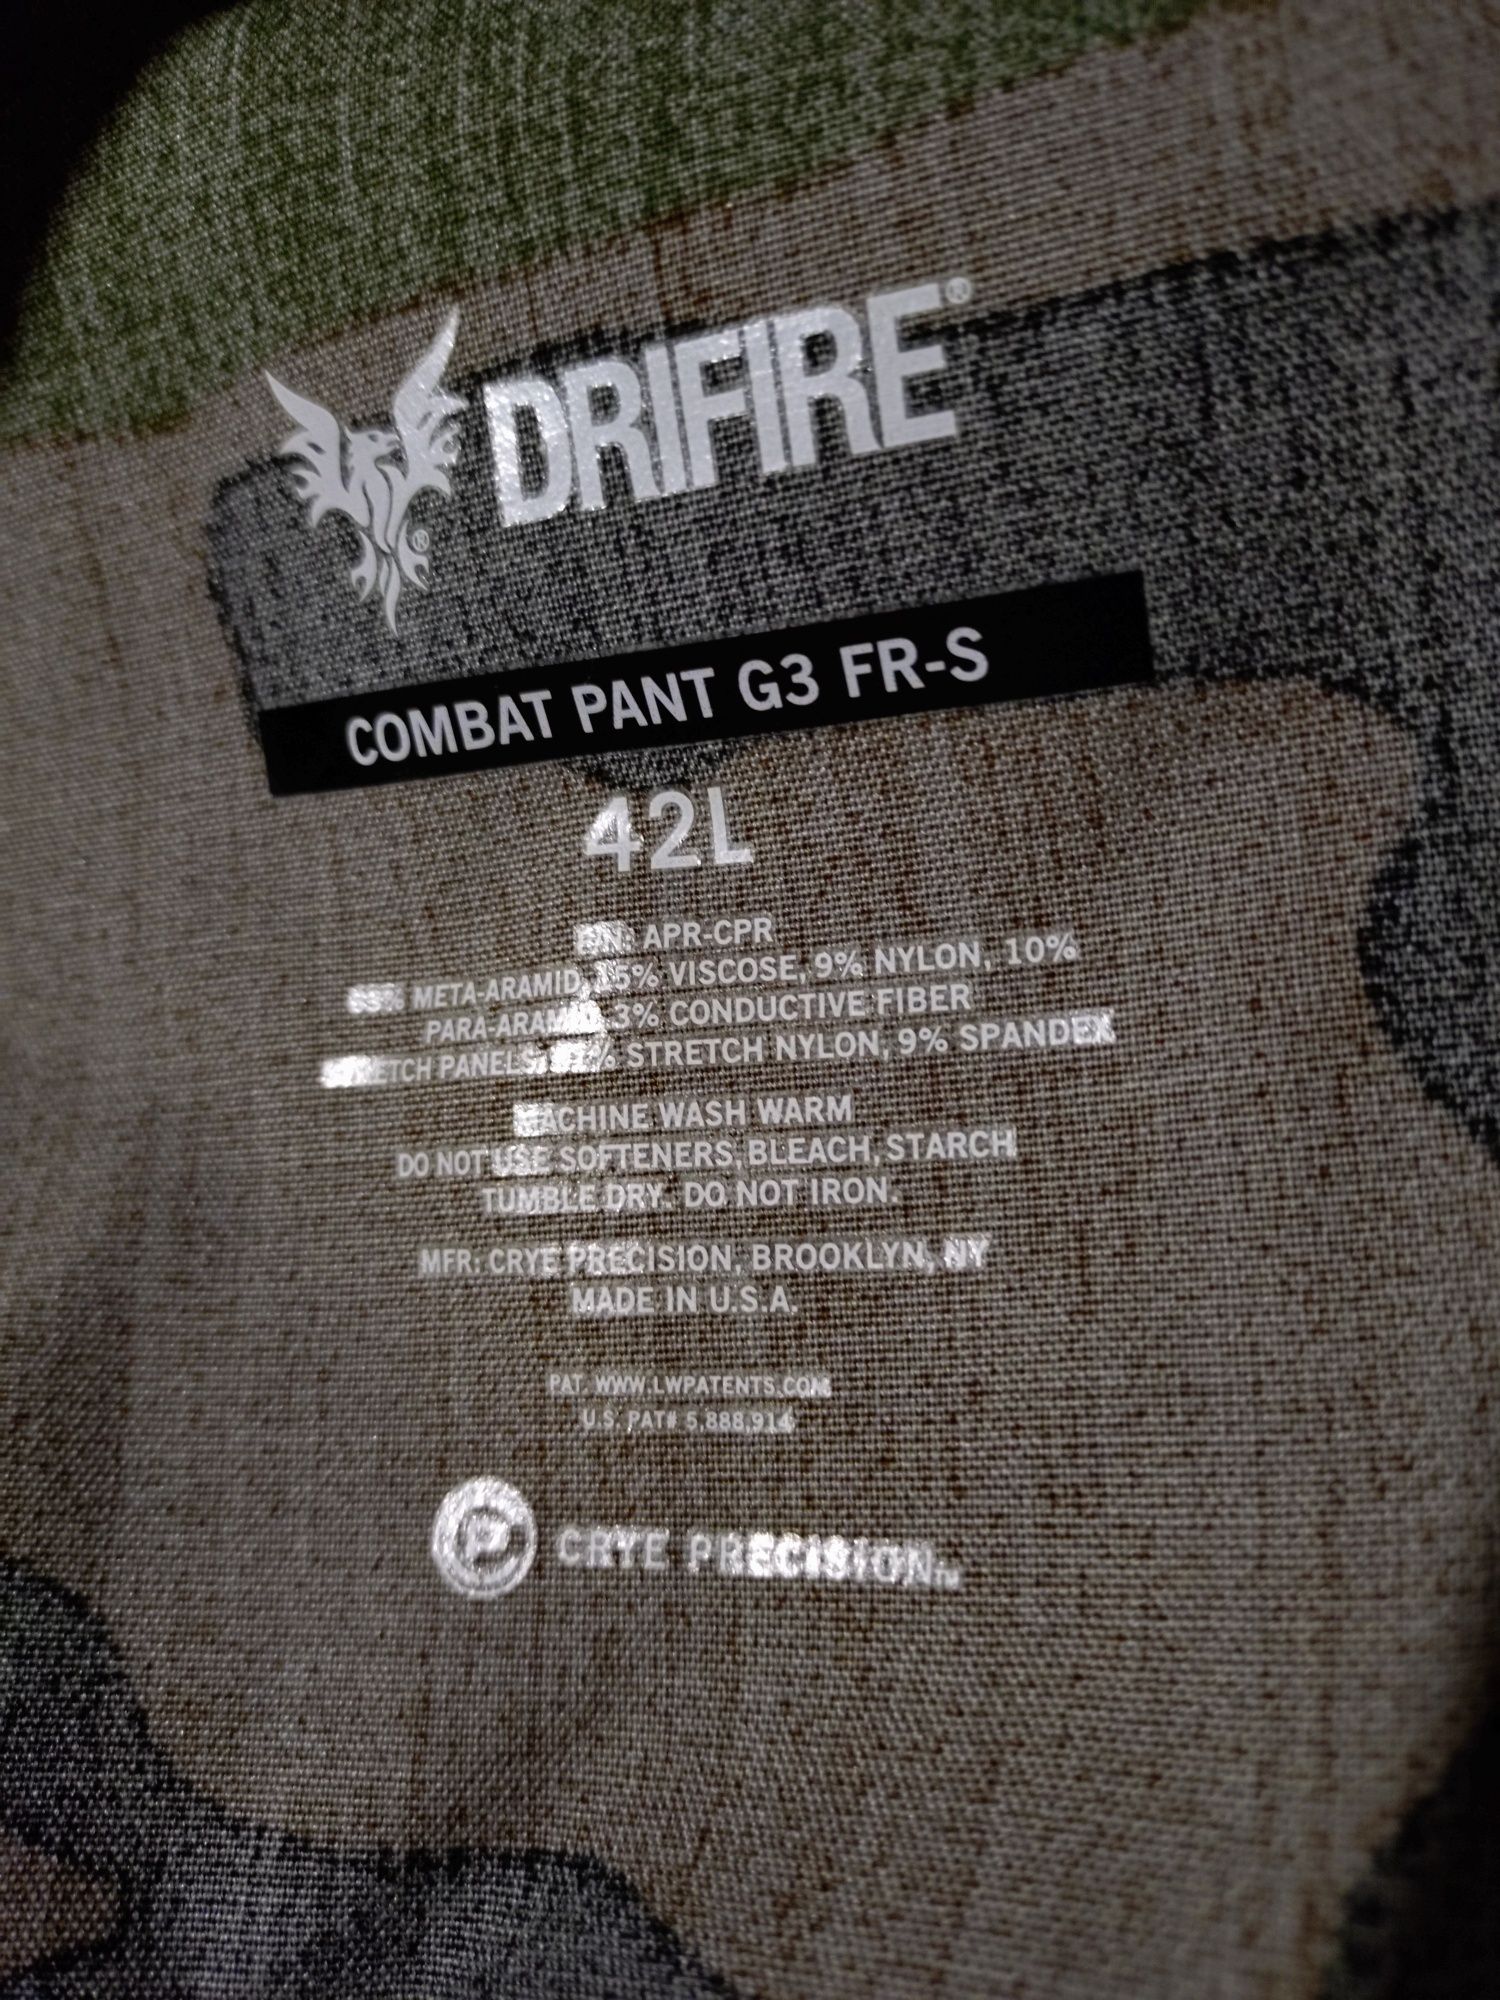 DRIFIRE®
®
COMBAT PANT G3 FR-S
42L
APR-CPR
META-ARAMID, 15% VISCOSE, 9% NYLON, 10%
PARA-ARAMID, 3% CONDUCTIVE FIBER
STRETCH PANELS: STRETCH NYLON, 9% SPANDEX
MACHINE WASH WARM
DO NOT USE SOFTENERS, BLEACH, STARCH
TUMBLE DRY. DO NOT IRON.
MFR: CRYE PRECISION, BROOKLYN, NY
MADE IN U.S.A.
PAT. WWW.LWPATENTS.COM
U.S. PAT# 5,888,914
CRYE PRECISION™